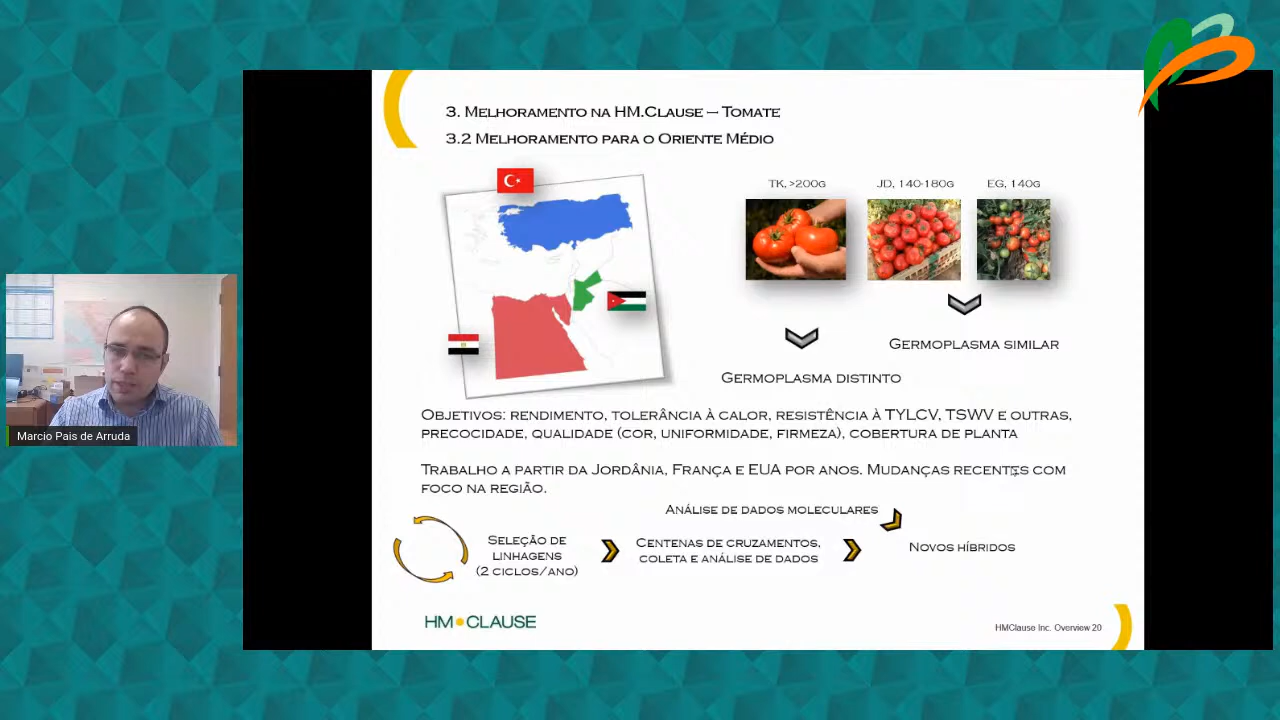 3. Melhoramento na HM.Clause – Tomate
3.2 Melhoramento para o Oriente Médio
TK, >200g
JD, 140-180g
EG, 140g
Germoplasma similar
Germoplasma distinto
Objetivos: rendimento, tolerância à calor, resistência à TYLCV, TSWV e outras,
precocidade, qualidade (cor, uniformidade, firmeza), cobertura de planta
Trabalho a partir da Jordânia, França e EUA por anos. Mudanças recentes com
foco na região.
Análise de dados moleculares
Seleção de
linhagens
(2 ciclos/ano)
Centenas de cruzamentos,
coleta e análise de dados
Novos híbridos
HM•CLAUSE
HMClause Inc. Overview 20
Marcio Pais de Arruda